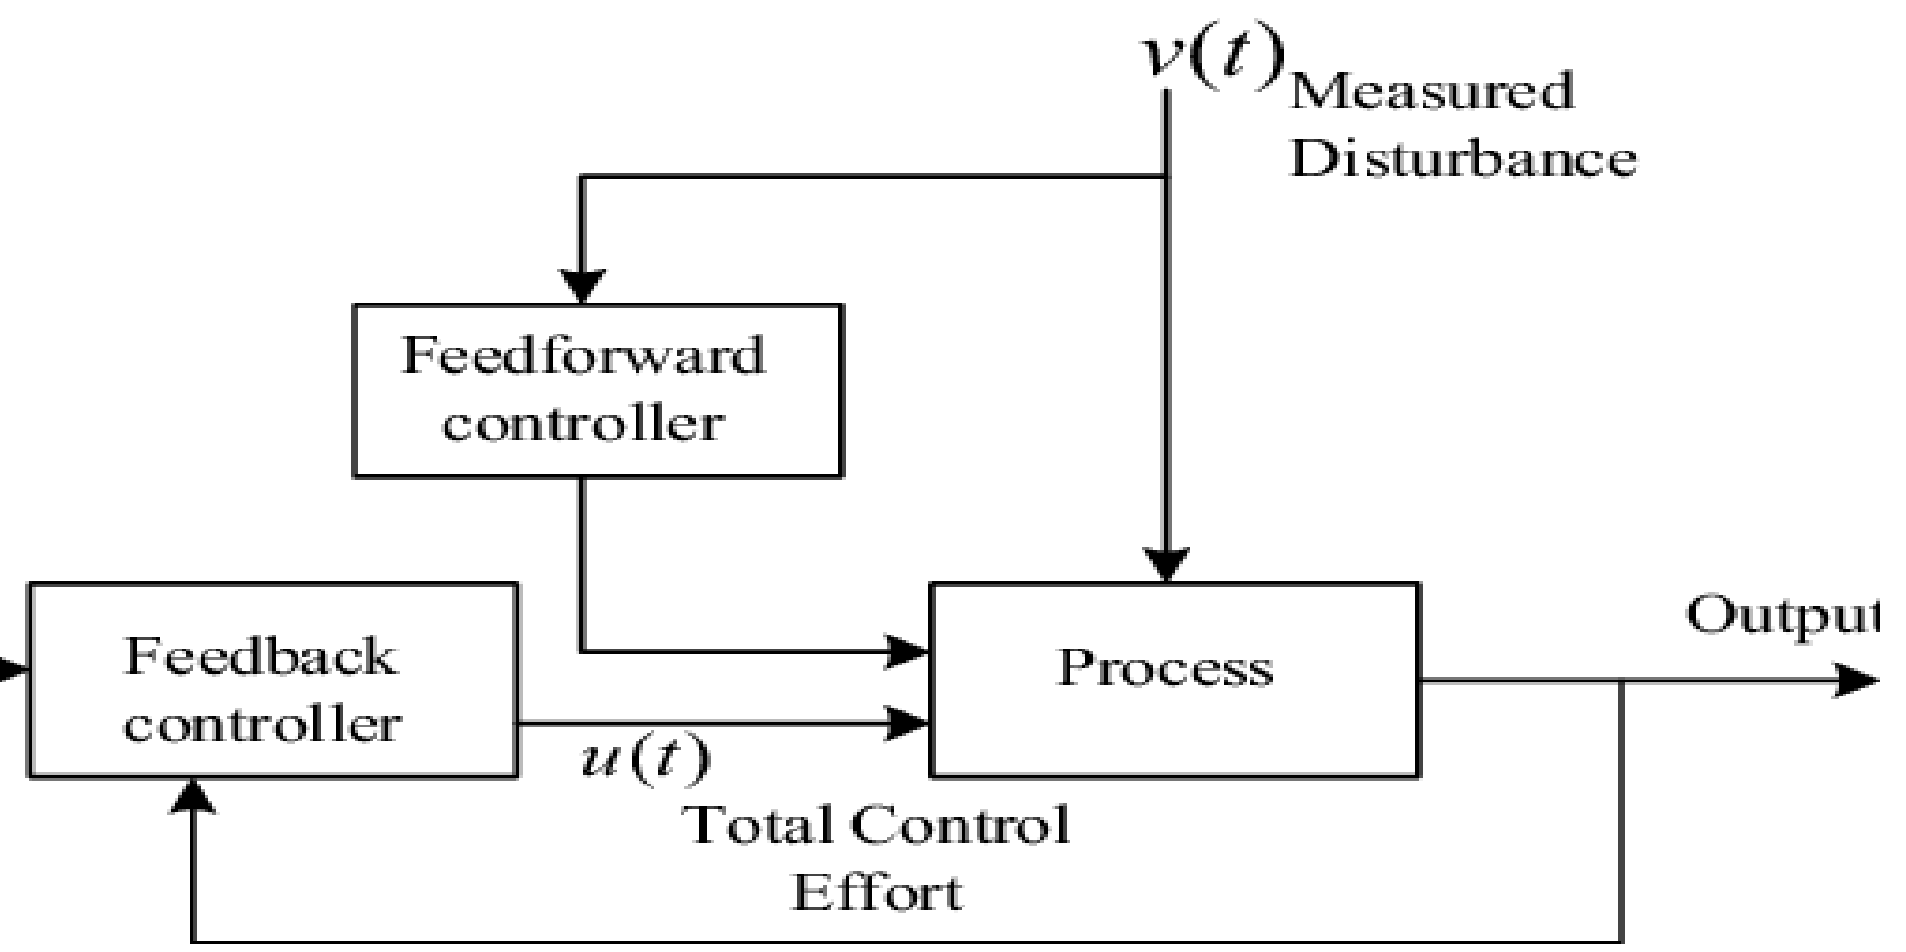 v(t)
Measured
Disturbance
Feedforward
controller
Feedback
controller
Process
Output
u(t)
Total Control
Effort